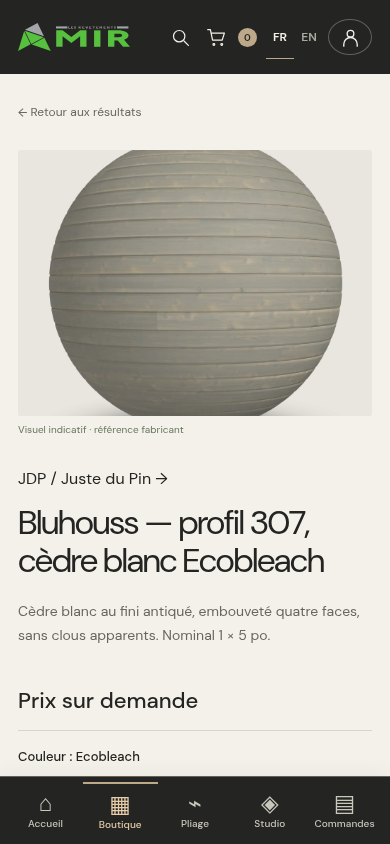 LES REVÊTEMENTS
MIR
0
FR
EN
← Retour aux résultats
Visuel indicatif · référence fabricant
JDP / Juste du Pin →
Bluhouss — profil 307,
cèdre blanc Ecobleach
Cèdre blanc au fini antiqué, embouveté quatre faces,
sans clous apparents. Nominal 1 × 5 po.
Prix sur demande
Couleur : Ecobleach
Accueil
Boutique
Pliage
Studio
Commandes